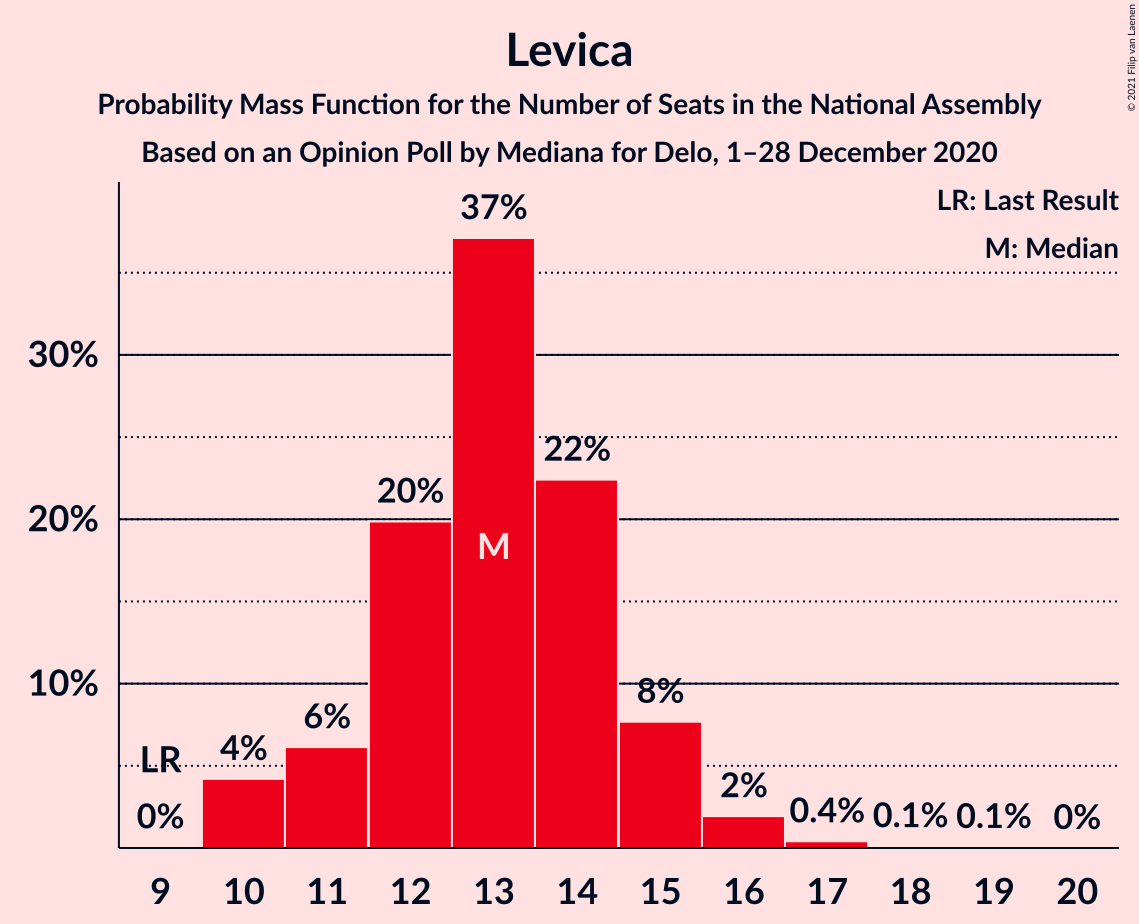 Levica
Probability Mass Function for the Number of Seats in the National Assembly
Based on an Opinion Poll by Mediana for Delo, 1–28 December 2020
© 2021 Filip van Laenen
LR: Last Result
M: Median
37%
30%
22%
20%
20%
M
10%
8%
6%
4%
LR
2%
0%
0.4%
0.1%
0.1%
0%
9 10 11 12 13 14 15 16 17 18 19 20